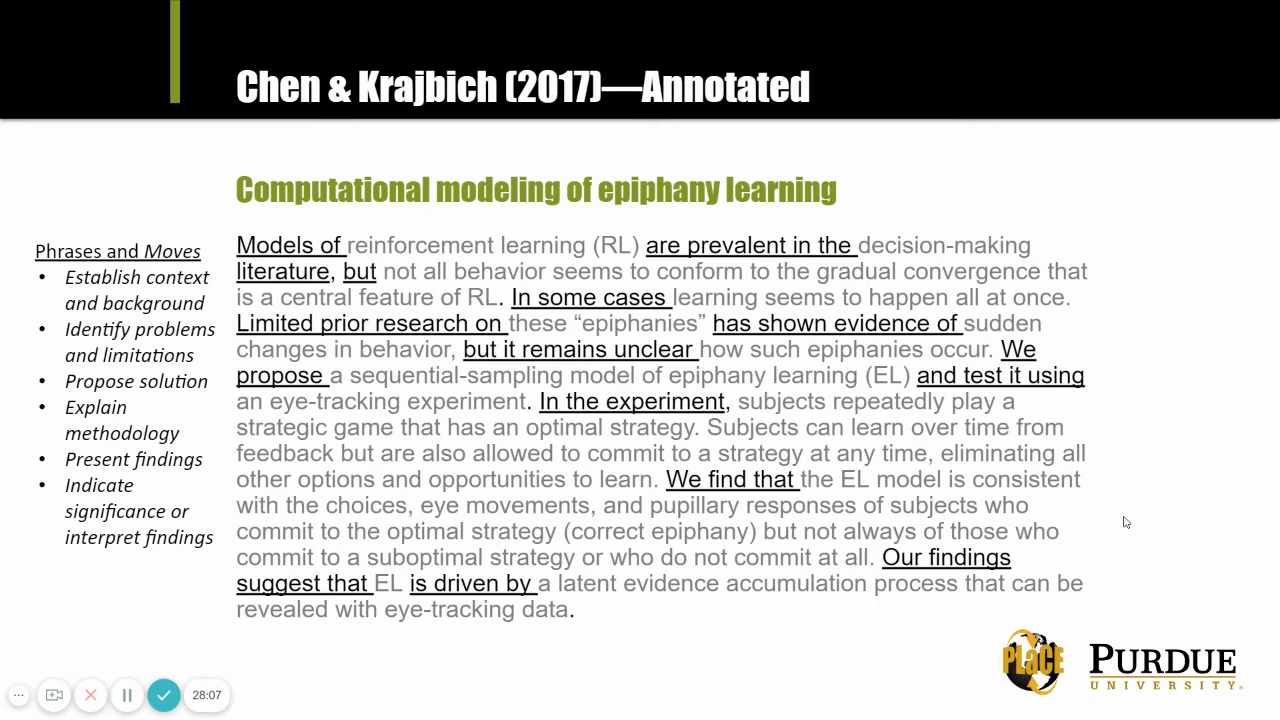 Chen & Krajbich (2017)—Annotated
Computational modeling of epiphany learning
Phrases and Moves
• Establish context
and background
• Identify problems
and limitations
• Propose solution
• Explain
methodology
• Present findings
• Indicate
significance or
interpret findings
Models of reinforcement learning (RL) are prevalent in the decision-making
literature, but not all behavior seems to conform to the gradual convergence that
is a central feature of RL. In some cases learning seems to happen all at once.
Limited prior research on these “epiphanies” has shown evidence of sudden
changes in behavior, but it remains unclear how such epiphanies occur. We
propose a sequential-sampling model of epiphany learning (EL) and test it using
an eye-tracking experiment. In the experiment, subjects repeatedly play a
strategic game that has an optimal strategy. Subjects can learn over time from
feedback but are also allowed to commit to a strategy at any time, eliminating all
other options and opportunities to learn. We find that the EL model is consistent
with the choices, eye movements, and pupillary responses of subjects who
commit to the optimal strategy (correct epiphany) but not always of those who
commit to a suboptimal strategy or who do not commit at all. Our findings
suggest that EL is driven by a latent evidence accumulation process that can be
revealed with eye-tracking data.
PLaCE
PURDUE
UNIVERSITY
28:07